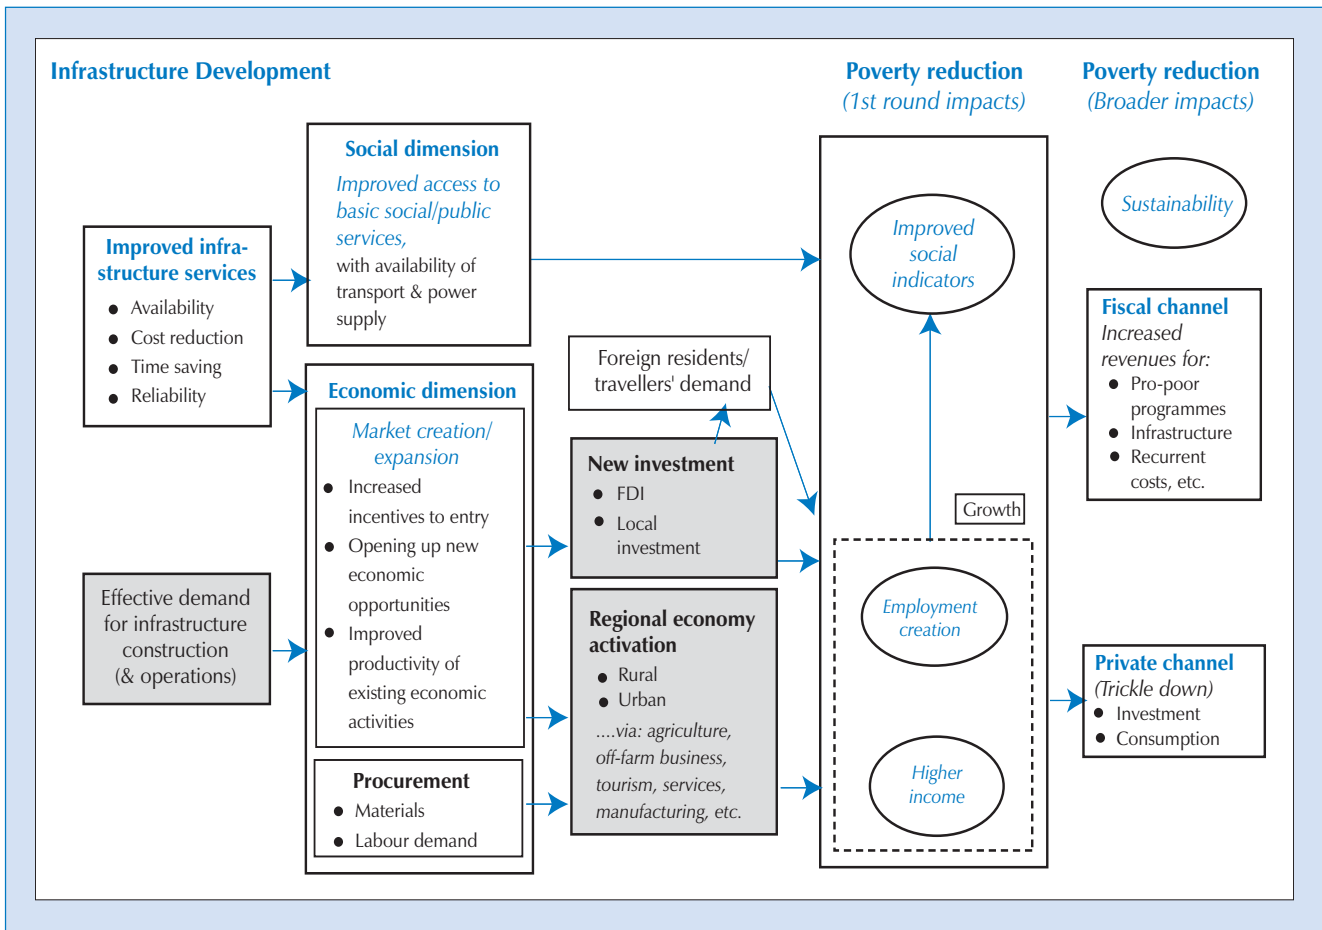 Infrastructure Development
Poverty reduction
(1st round impacts)
Poverty reduction
(Broader impacts)
Social dimension
Improved access to
basic social/public
services,
with availability of
transport & power
supply
Improved infra-
structure services
● Availability
● Cost reduction
● Time saving
● Reliability
Effective demand
for infrastructure
construction
(& operations)
Economic dimension
Market creation/
expansion
● Increased
incentives to entry
● Opening up new
economic
opportunities
● Improved
productivity of
existing economic
activities
Procurement
● Materials
● Labour demand
Foreign residents/
travellers' demand
New investment
● FDI
● Local
investment
Regional economy
activation
● Rural
● Urban
....via: agriculture,
off-farm business,
tourism, services,
manufacturing, etc.
Improved
social
indicators
Growth
Employment
creation
Higher
income
Sustainability
Fiscal channel
Increased
revenues for:
● Pro-poor
programmes
● Infrastructure
● Recurrent
costs, etc.
Private channel
(Trickle down)
● Investment
● Consumption